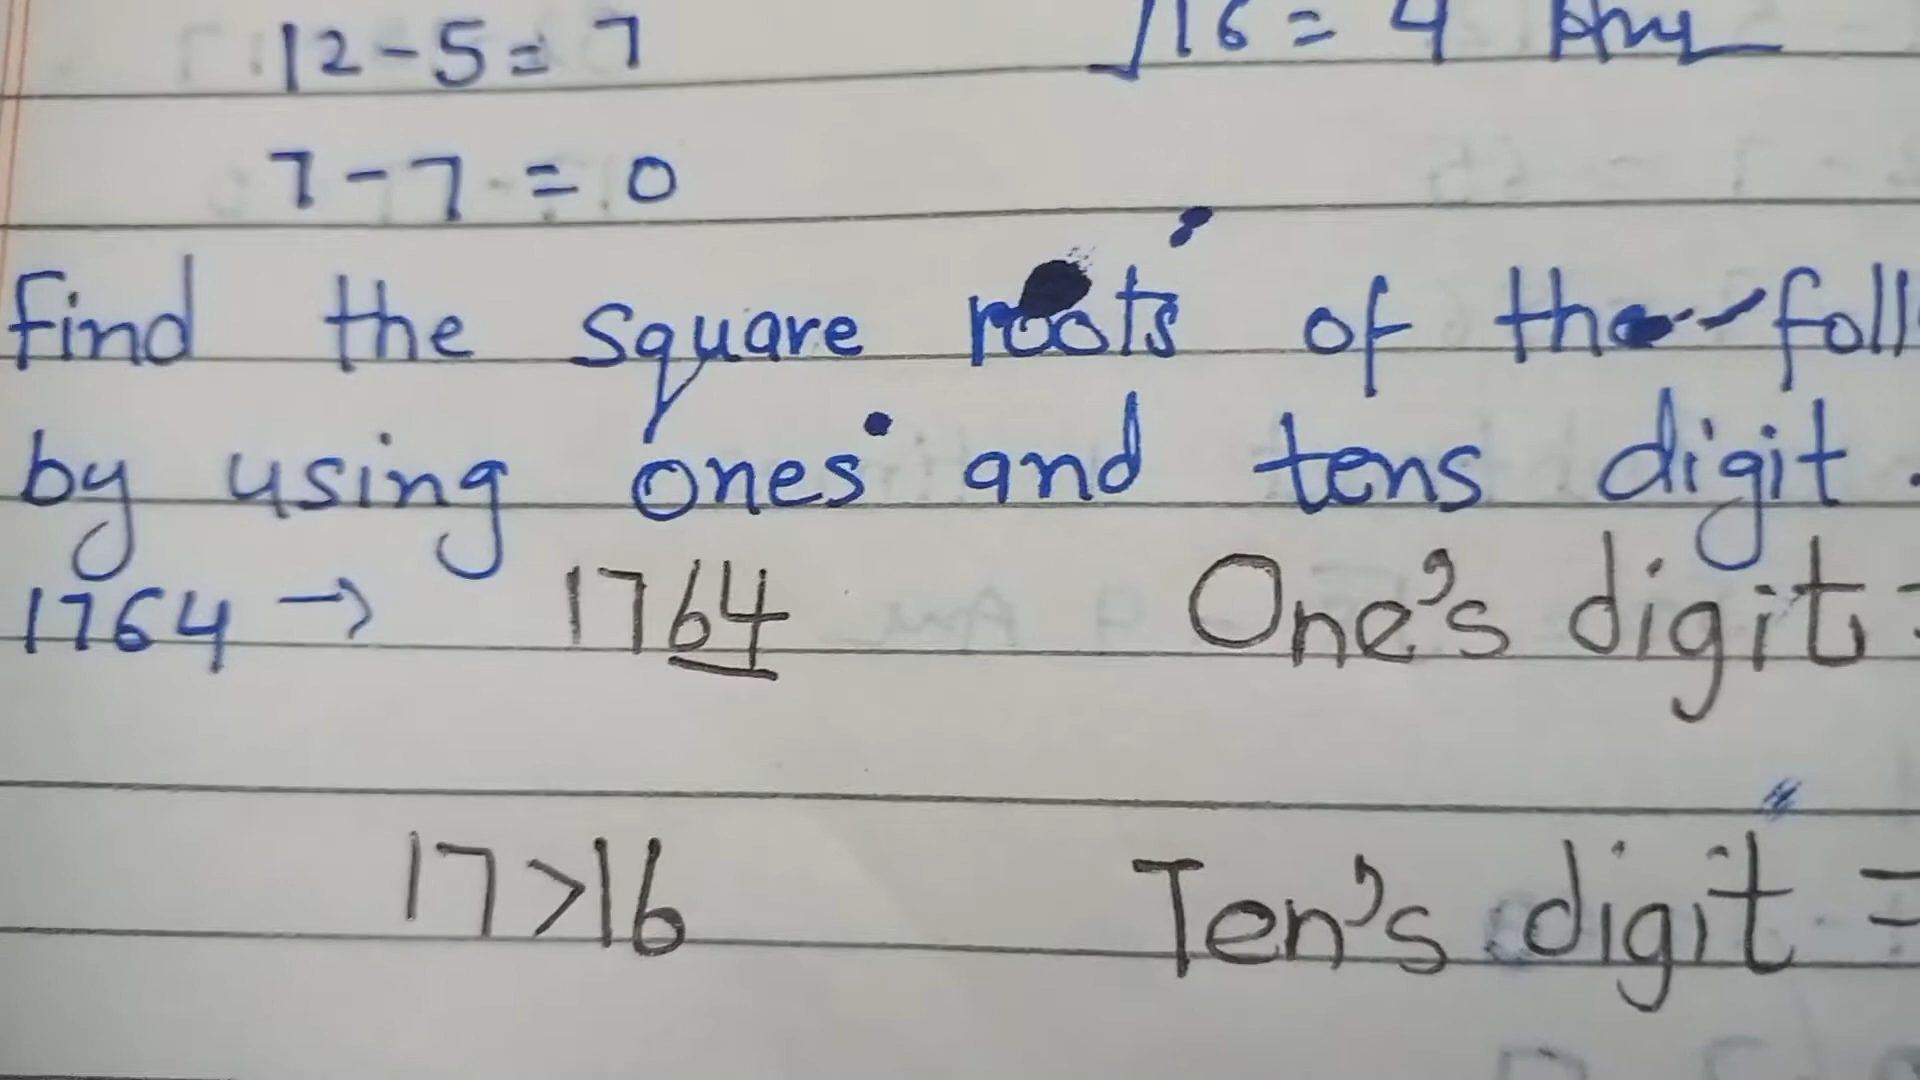 12-5=7
√16 = 4 Ans
7-7=0
find the square roots of the foll
by using ones and tens digit.
1764 → 1764 One's digit =
17>16 Ten's digit =